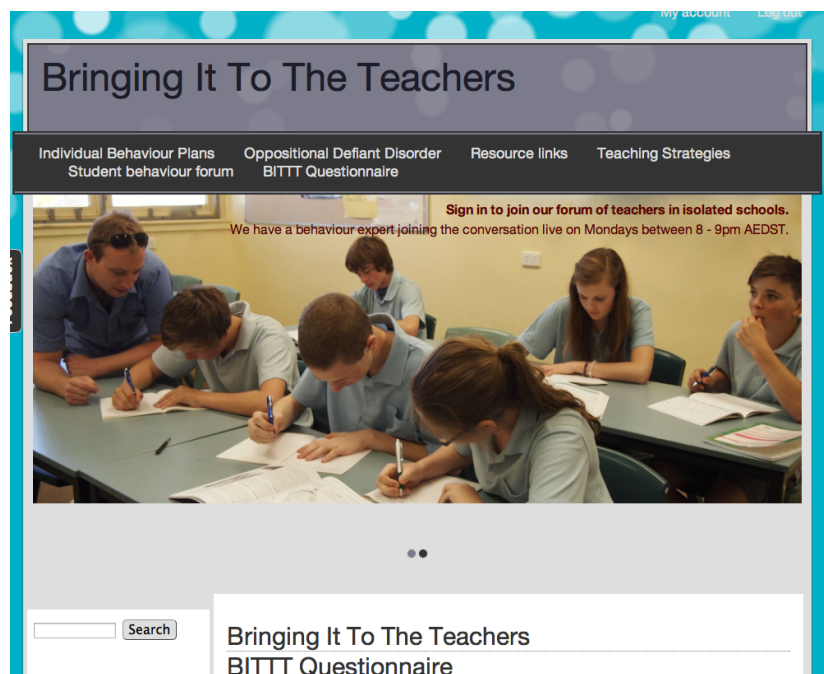 My account Log out
Bringing It To The Teachers
Individual Behaviour Plans Oppositional Defiant Disorder Resource links Teaching Strategies
Student behaviour forum BITTT Questionnaire
Sign in to join our forum of teachers in isolated schools.
We have a behaviour expert joining the conversation live on Mondays between 8 - 9pm AEDST.
Search
Bringing It To The Teachers
BITTT Questionnaire